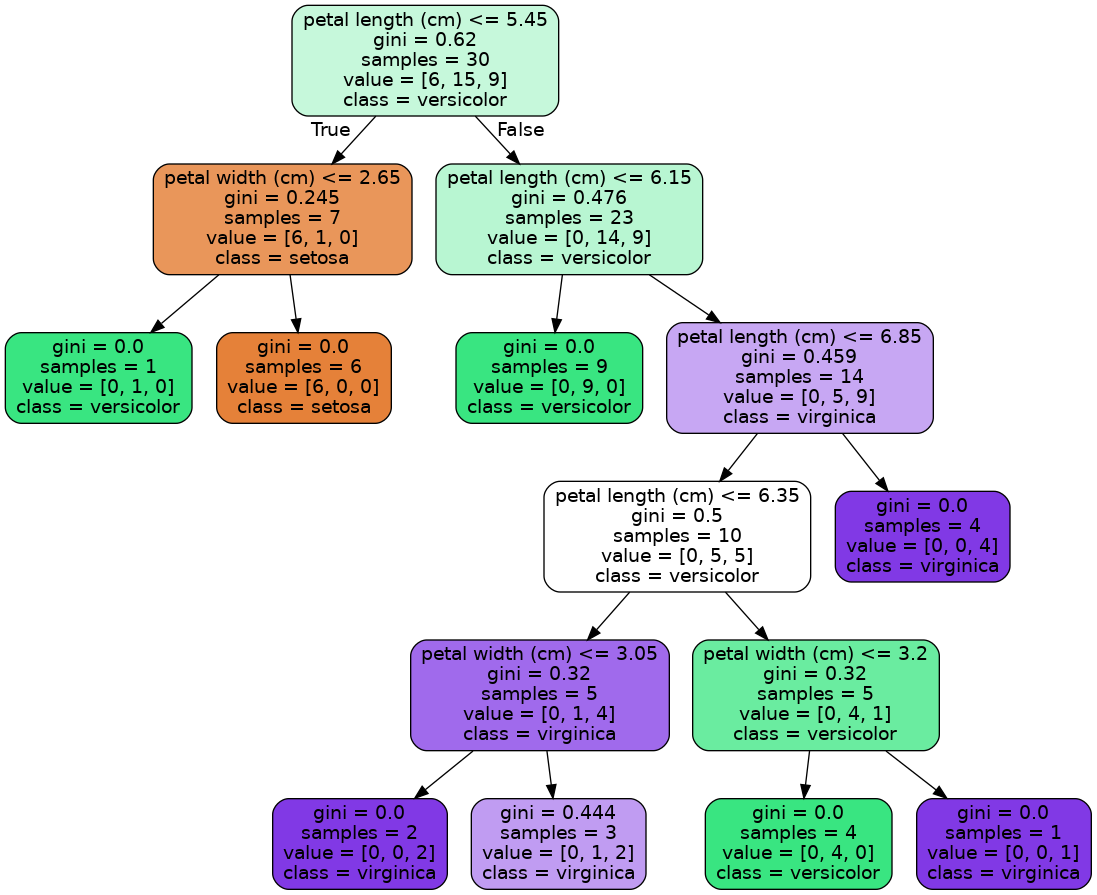 petal length (cm) <= 5.45
gini = 0.62
samples = 30
value = [6, 15, 9]
class = versicolor
True
False
petal width (cm) <= 2.65
gini = 0.245
samples = 7
value = [6, 1, 0]
class = setosa
petal length (cm) <= 6.15
gini = 0.476
samples = 23
value = [0, 14, 9]
class = versicolor
gini = 0.0
samples = 1
value = [0, 1, 0]
class = versicolor
gini = 0.0
samples = 6
value = [6, 0, 0]
class = setosa
gini = 0.0
samples = 9
value = [0, 9, 0]
class = versicolor
petal length (cm) <= 6.85
gini = 0.459
samples = 14
value = [0, 5, 9]
class = virginica
petal length (cm) <= 6.35
gini = 0.5
samples = 10
value = [0, 5, 5]
class = versicolor
gini = 0.0
samples = 4
value = [0, 0, 4]
class = virginica
petal width (cm) <= 3.05
gini = 0.32
samples = 5
value = [0, 1, 4]
class = virginica
petal width (cm) <= 3.2
gini = 0.32
samples = 5
value = [0, 4, 1]
class = versicolor
gini = 0.0
samples = 2
value = [0, 0, 2]
class = virginica
gini = 0.444
samples = 3
value = [0, 1, 2]
class = virginica
gini = 0.0
samples = 4
value = [0, 4, 0]
class = versicolor
gini = 0.0
samples = 1
value = [0, 0, 1]
class = virginica